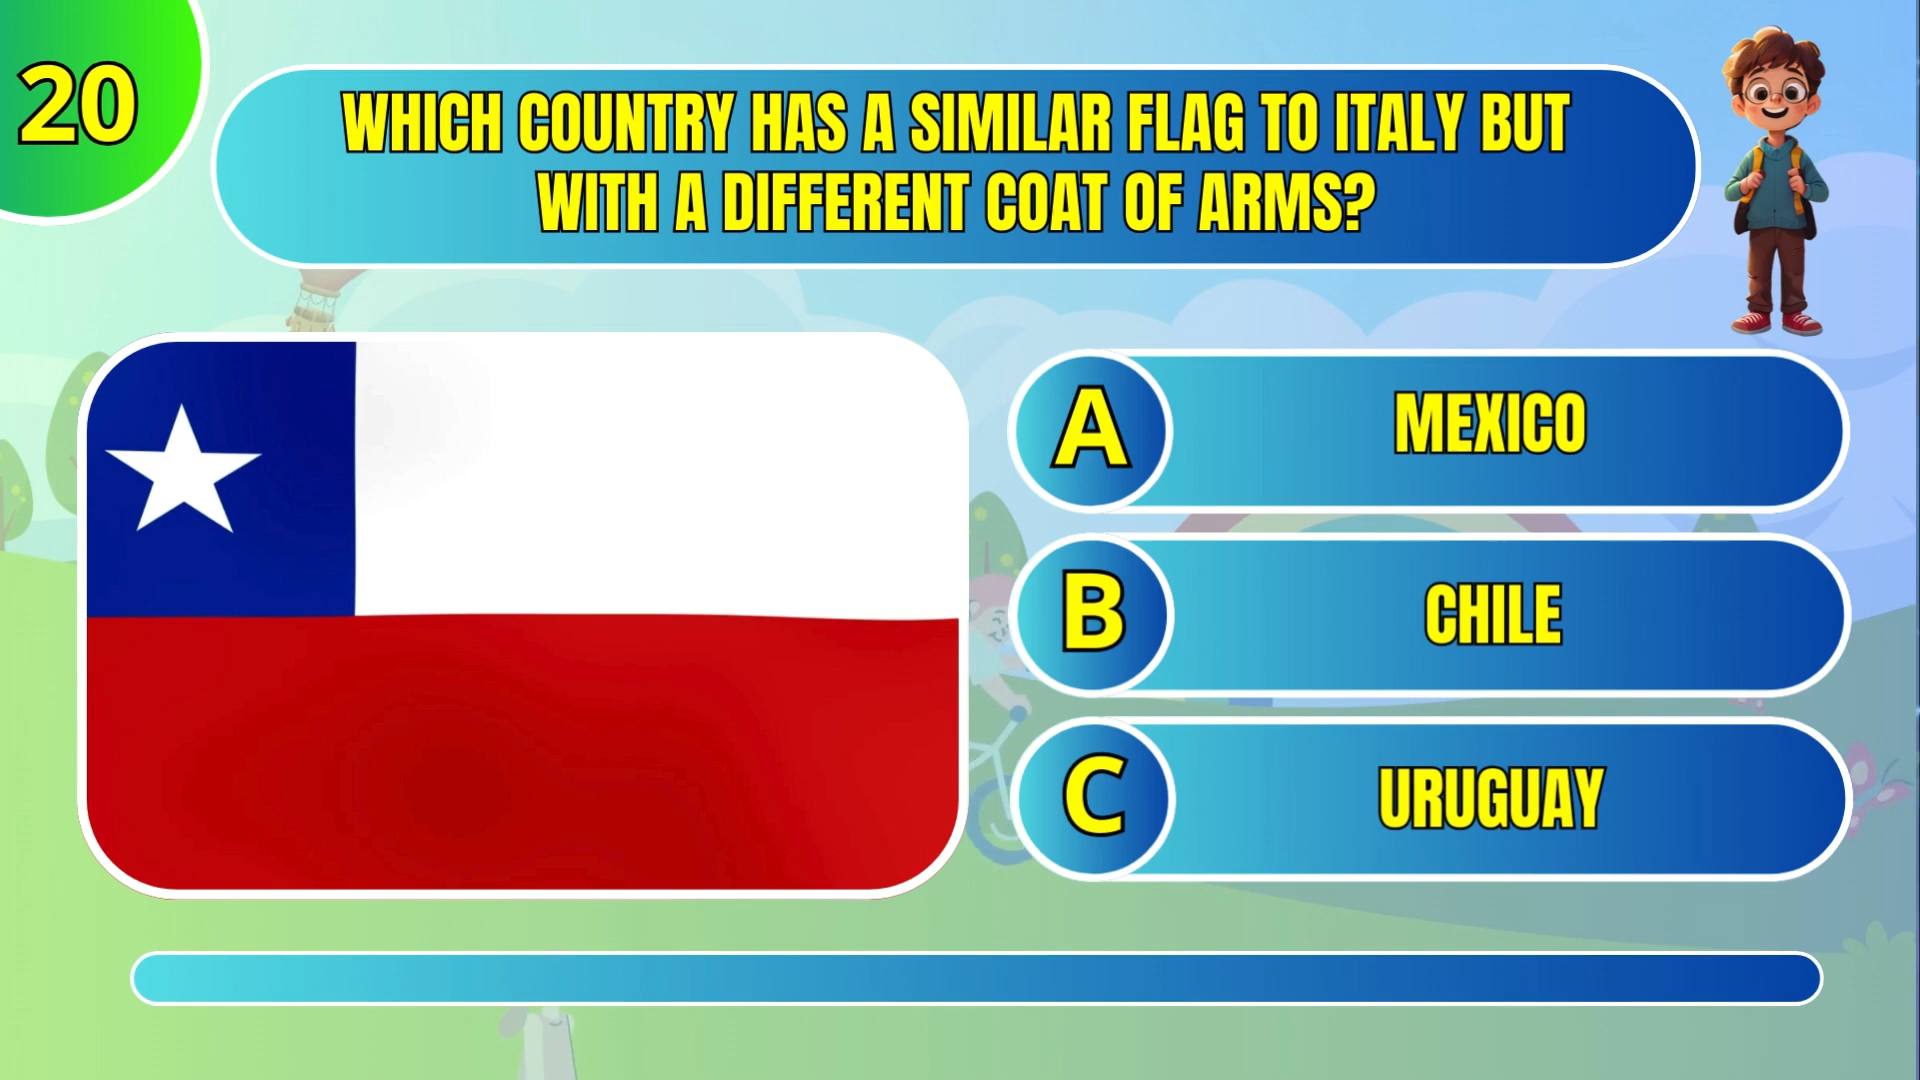 20
WHICH COUNTRY HAS A SIMILAR FLAG TO ITALY BUT
WITH A DIFFERENT COAT OF ARMS?
A MEXICO
B CHILE
C URUGUAY